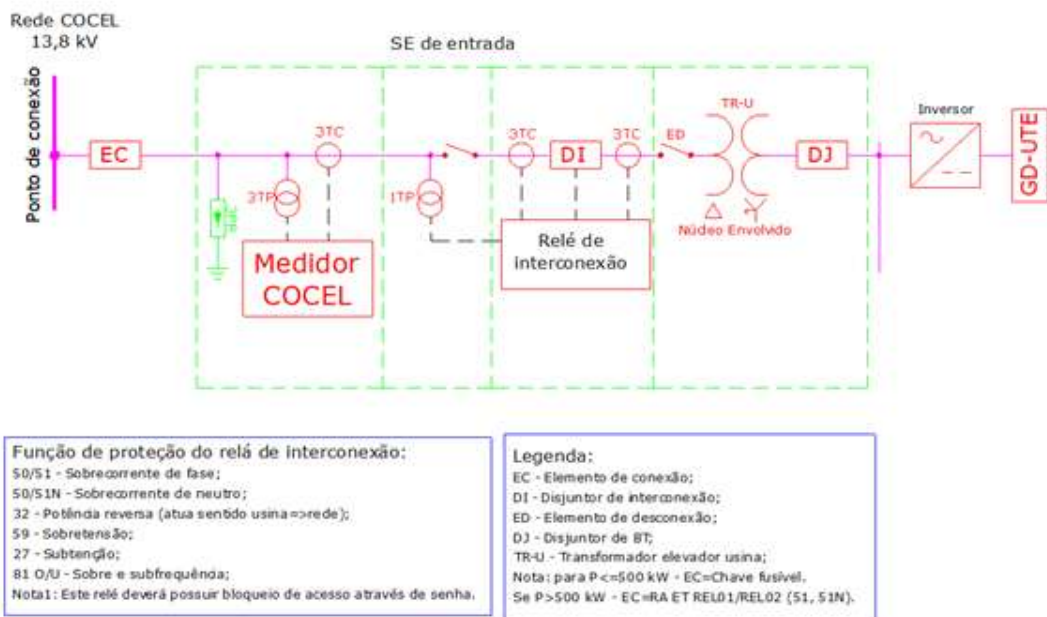 Rede COCEL
13,8 kV
SE de entrada
Ponto de conexão
EC
3TC
3TP
Medidor
COCEL
1TP
3TC
DI
3TC
ED
Relé de
interconexão
TR-U
Núcleo Envolvido
DJ
Inversor
GD-UTE
Função de proteção do relá de interconexão:
50/51 - Sobrecorrente de fase;
50/51N - Sobrecorrente de neutro;
32 - Potência reversa (atua sentido usina=>rede);
59 - Sobretensão;
27 - Subtenção;
81 O/U - Sobre e subfrequência;
Nota1: Este relé deverá possuir bloqueio de acesso através de senha.
Legenda:
EC - Elemento de conexão;
DI - Disjuntor de interconexão;
ED - Elemento de desconexão;
DJ - Disjuntor de BT;
TR-U - Transformador elevador usina;
Nota: para P<=500 kW - EC=Chave fusível.
Se P>500 kW - EC=RA ET REL01/REL02 (51, 51N).